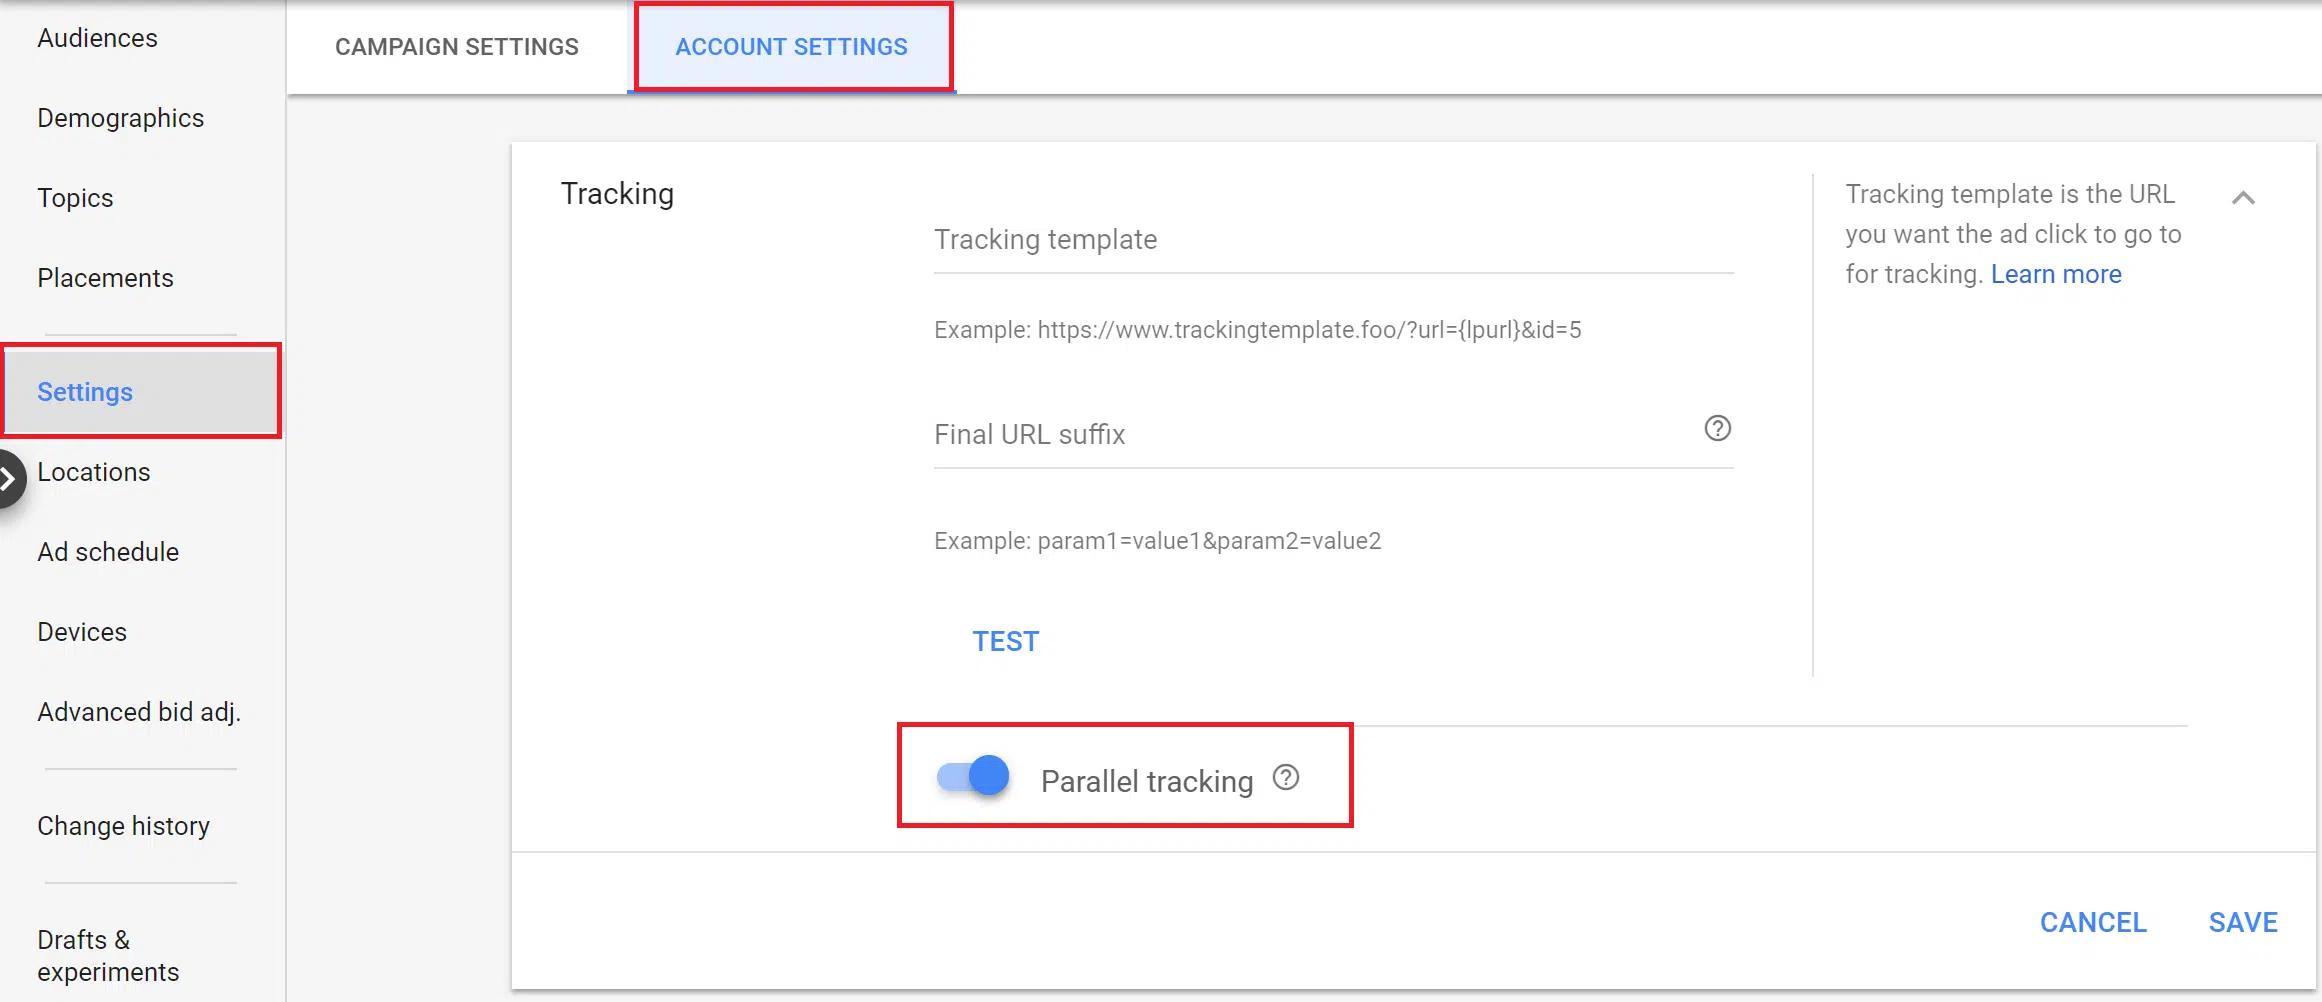 Audiences
Demographics
Topics
Placements
Settings
Locations
Ad schedule
Devices
Advanced bid adj.
Change history
Drafts &
experiments
CAMPAIGN SETTINGS
ACCOUNT SETTINGS
Tracking
Tracking template
Example: https://www.trackingtemplate.foo/?url={lpurl}&id=5
Final URL suffix
Example: param1=value1&param2=value2
TEST
Tracking template is the URL
you want the ad click to go to
for tracking. Learn more
Parallel tracking
CANCEL
SAVE